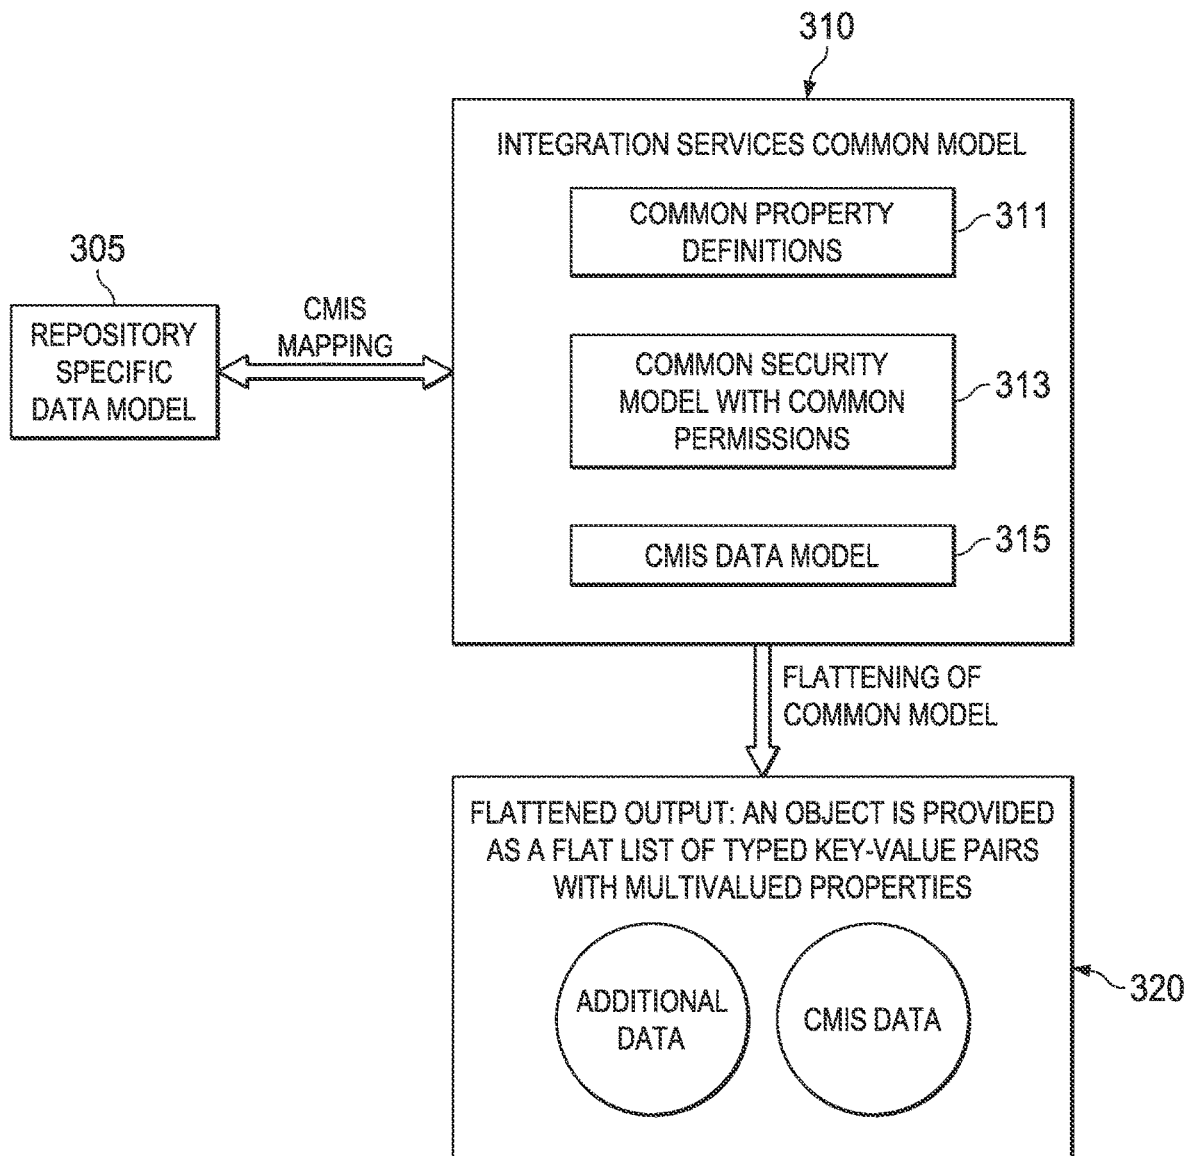 310
INTEGRATION SERVICES COMMON MODEL
COMMON PROPERTY
DEFINITIONS
311
305
REPOSITORY
SPECIFIC
DATA MODEL
CMIS
MAPPING
COMMON SECURITY
MODEL WITH COMMON
PERMISSIONS
313
CMIS DATA MODEL
315
FLATTENING OF
COMMON MODEL
FLATTENED OUTPUT: AN OBJECT IS PROVIDED
AS A FLAT LIST OF TYPED KEY-VALUE PAIRS
WITH MULTIVALUED PROPERTIES
ADDITIONAL
DATA
CMIS DATA
320